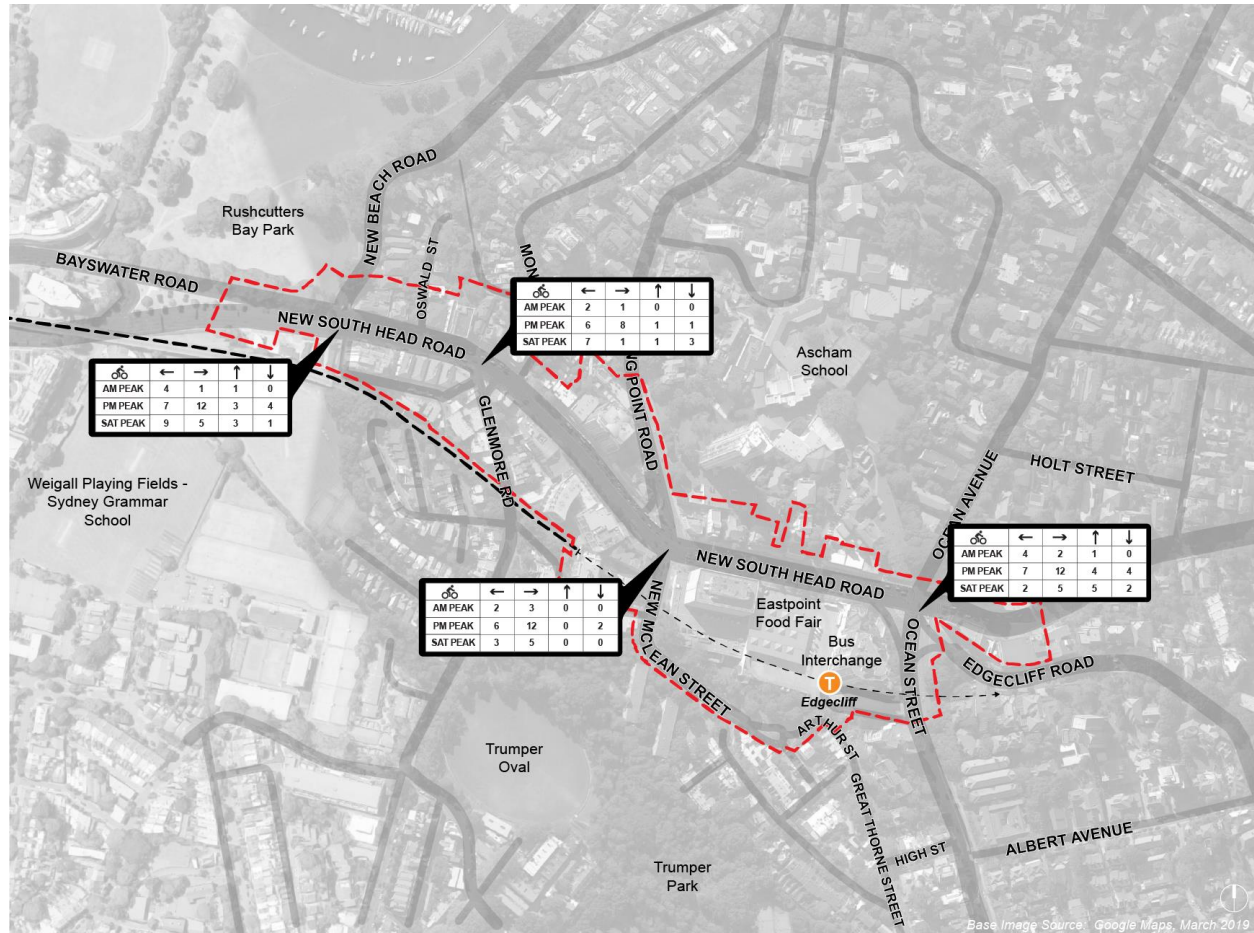 NEW BEACH ROAD
Rushcutters
Bay Park
BAYSWATER ROAD
OSWALD ST
MON
NEW SOUTH HEAD ROAD
← → ↑ ↓
AM PEAK 2 1 0 0
PM PEAK 6 8 1 1
SAT PEAK 7 1 1 3
NG POINT ROAD
Ascham
School
← → ↑ ↓
AM PEAK 4 1 1 0
PM PEAK 7 12 3 4
SAT PEAK 9 5 3 1
GLENMORE RD
Weigall Playing Fields -
Sydney Grammar
School
HOLT STREET
OCEAN AVENUE
← → ↑ ↓
AM PEAK 4 2 1 0
PM PEAK 7 12 4 4
SAT PEAK 2 5 5 2
NEW SOUTH HEAD ROAD
← → ↑ ↓
AM PEAK 2 3 0 0
PM PEAK 6 12 0 2
SAT PEAK 3 5 0 0
NEW MCLEAN STREET
Eastpoint
Food Fair
Bus
Interchange
T
Edgecliff
OCEAN STREET
EDGECLIFF ROAD
ARTHUR ST
Trumper
Oval
GREAT THORNE STREET
HIGH ST
ALBERT AVENUE
Trumper
Park
Base Image Source: Google Maps, March 2019